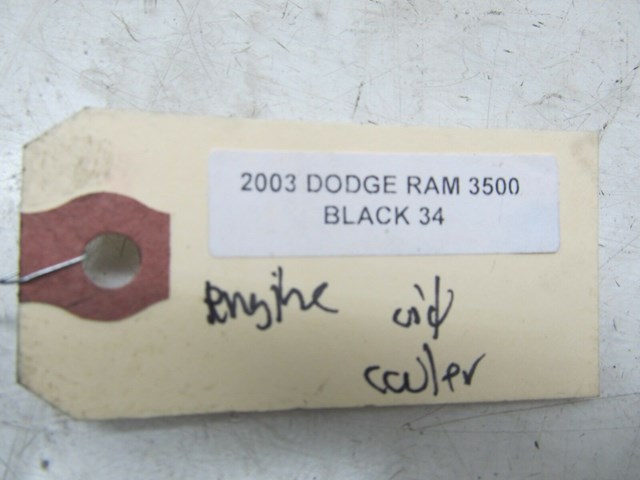 2003 DODGE RAM 3500
BLACK 34
engine oil
cooler